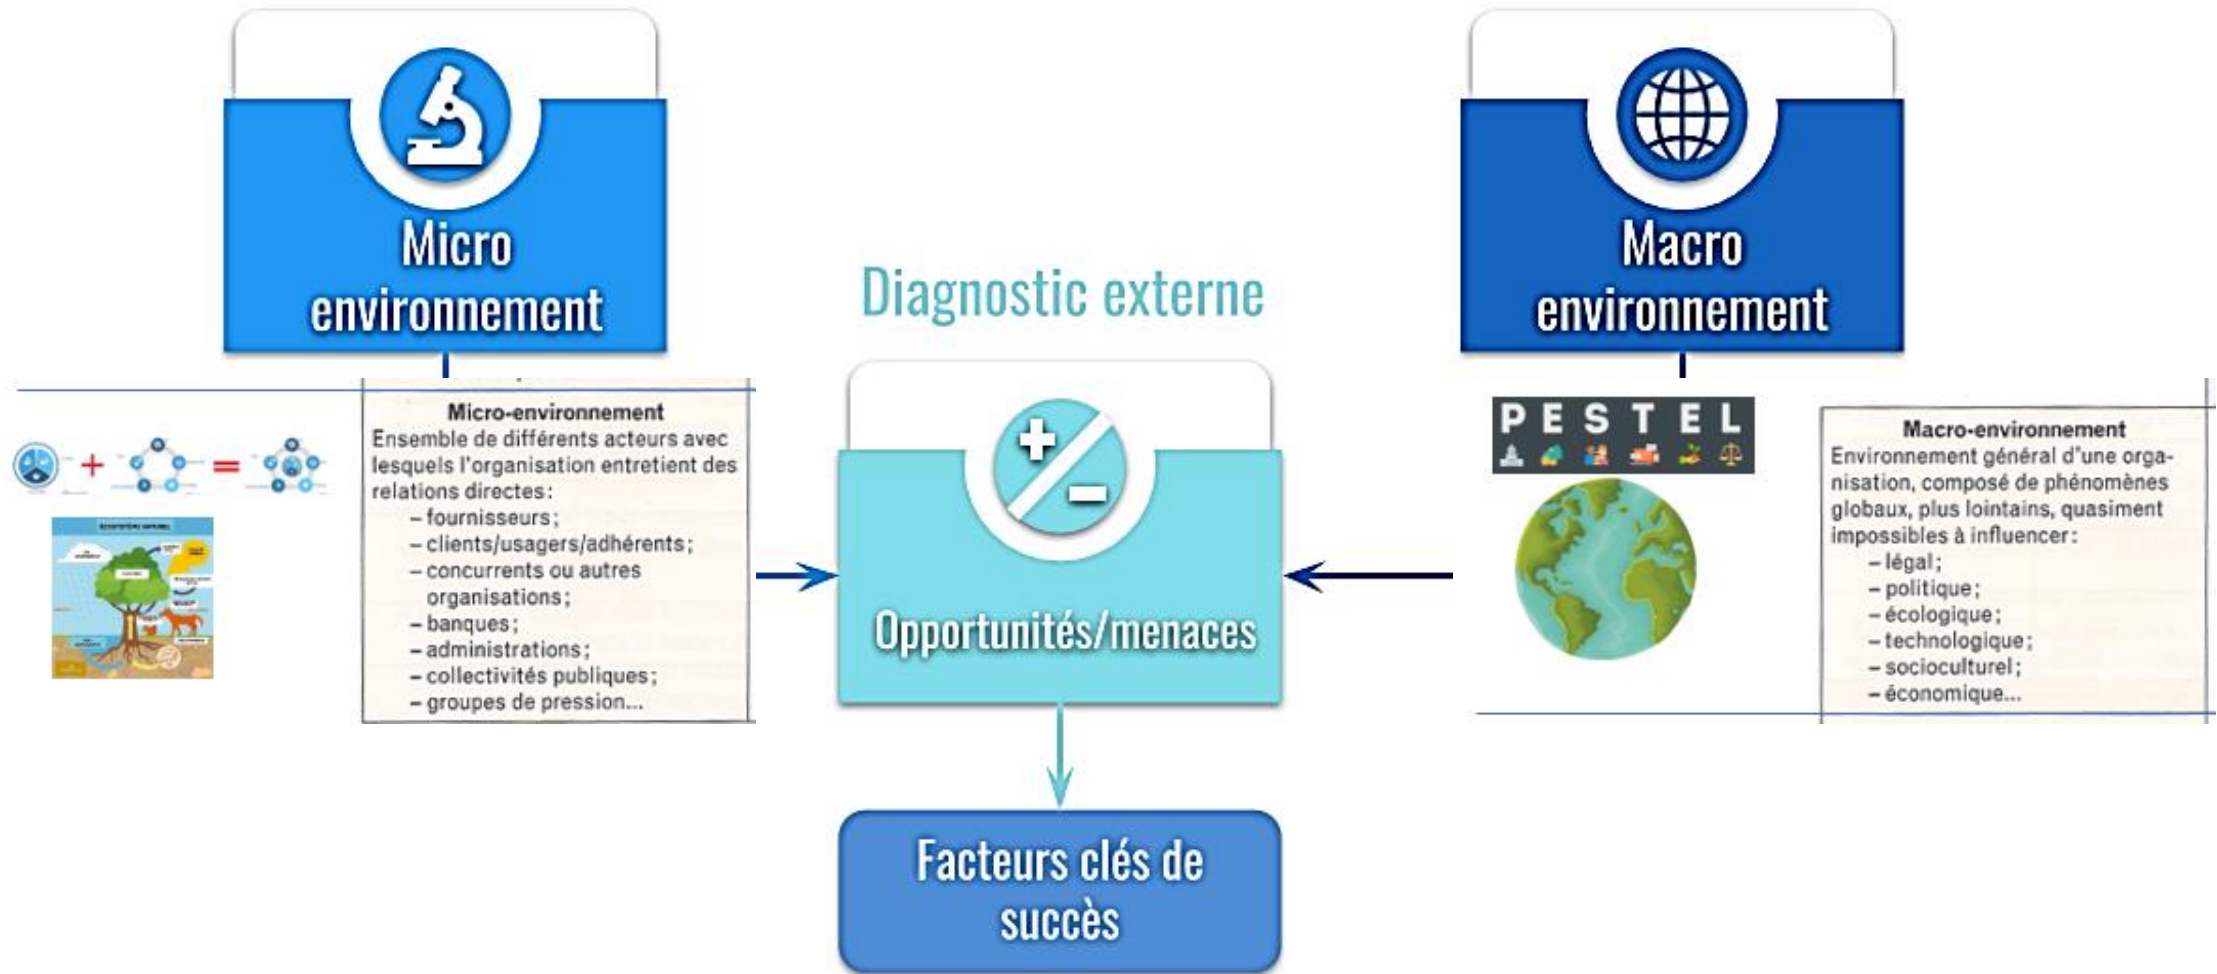 Micro
environnement
Macro
environnement
Diagnostic externe
Micro-environnement
Ensemble de différents acteurs avec
lesquels l'organisation entretient des
relations directes :
– fournisseurs ;
– clients/usagers/adhérents ;
– concurrents ou autres
organisations ;
– banques ;
– administrations ;
– collectivités publiques ;
– groupes de pression...
+
=
+
-
Opportunités/menaces
P E S T E L
Macro-environnement
Environnement général d'une orga-
nisation, composé de phénomènes
globaux, plus lointains, quasiment
impossibles à influencer :
– légal ;
– politique ;
– écologique ;
– technologique ;
– socioculturel ;
– économique...
Facteurs clés de
succès